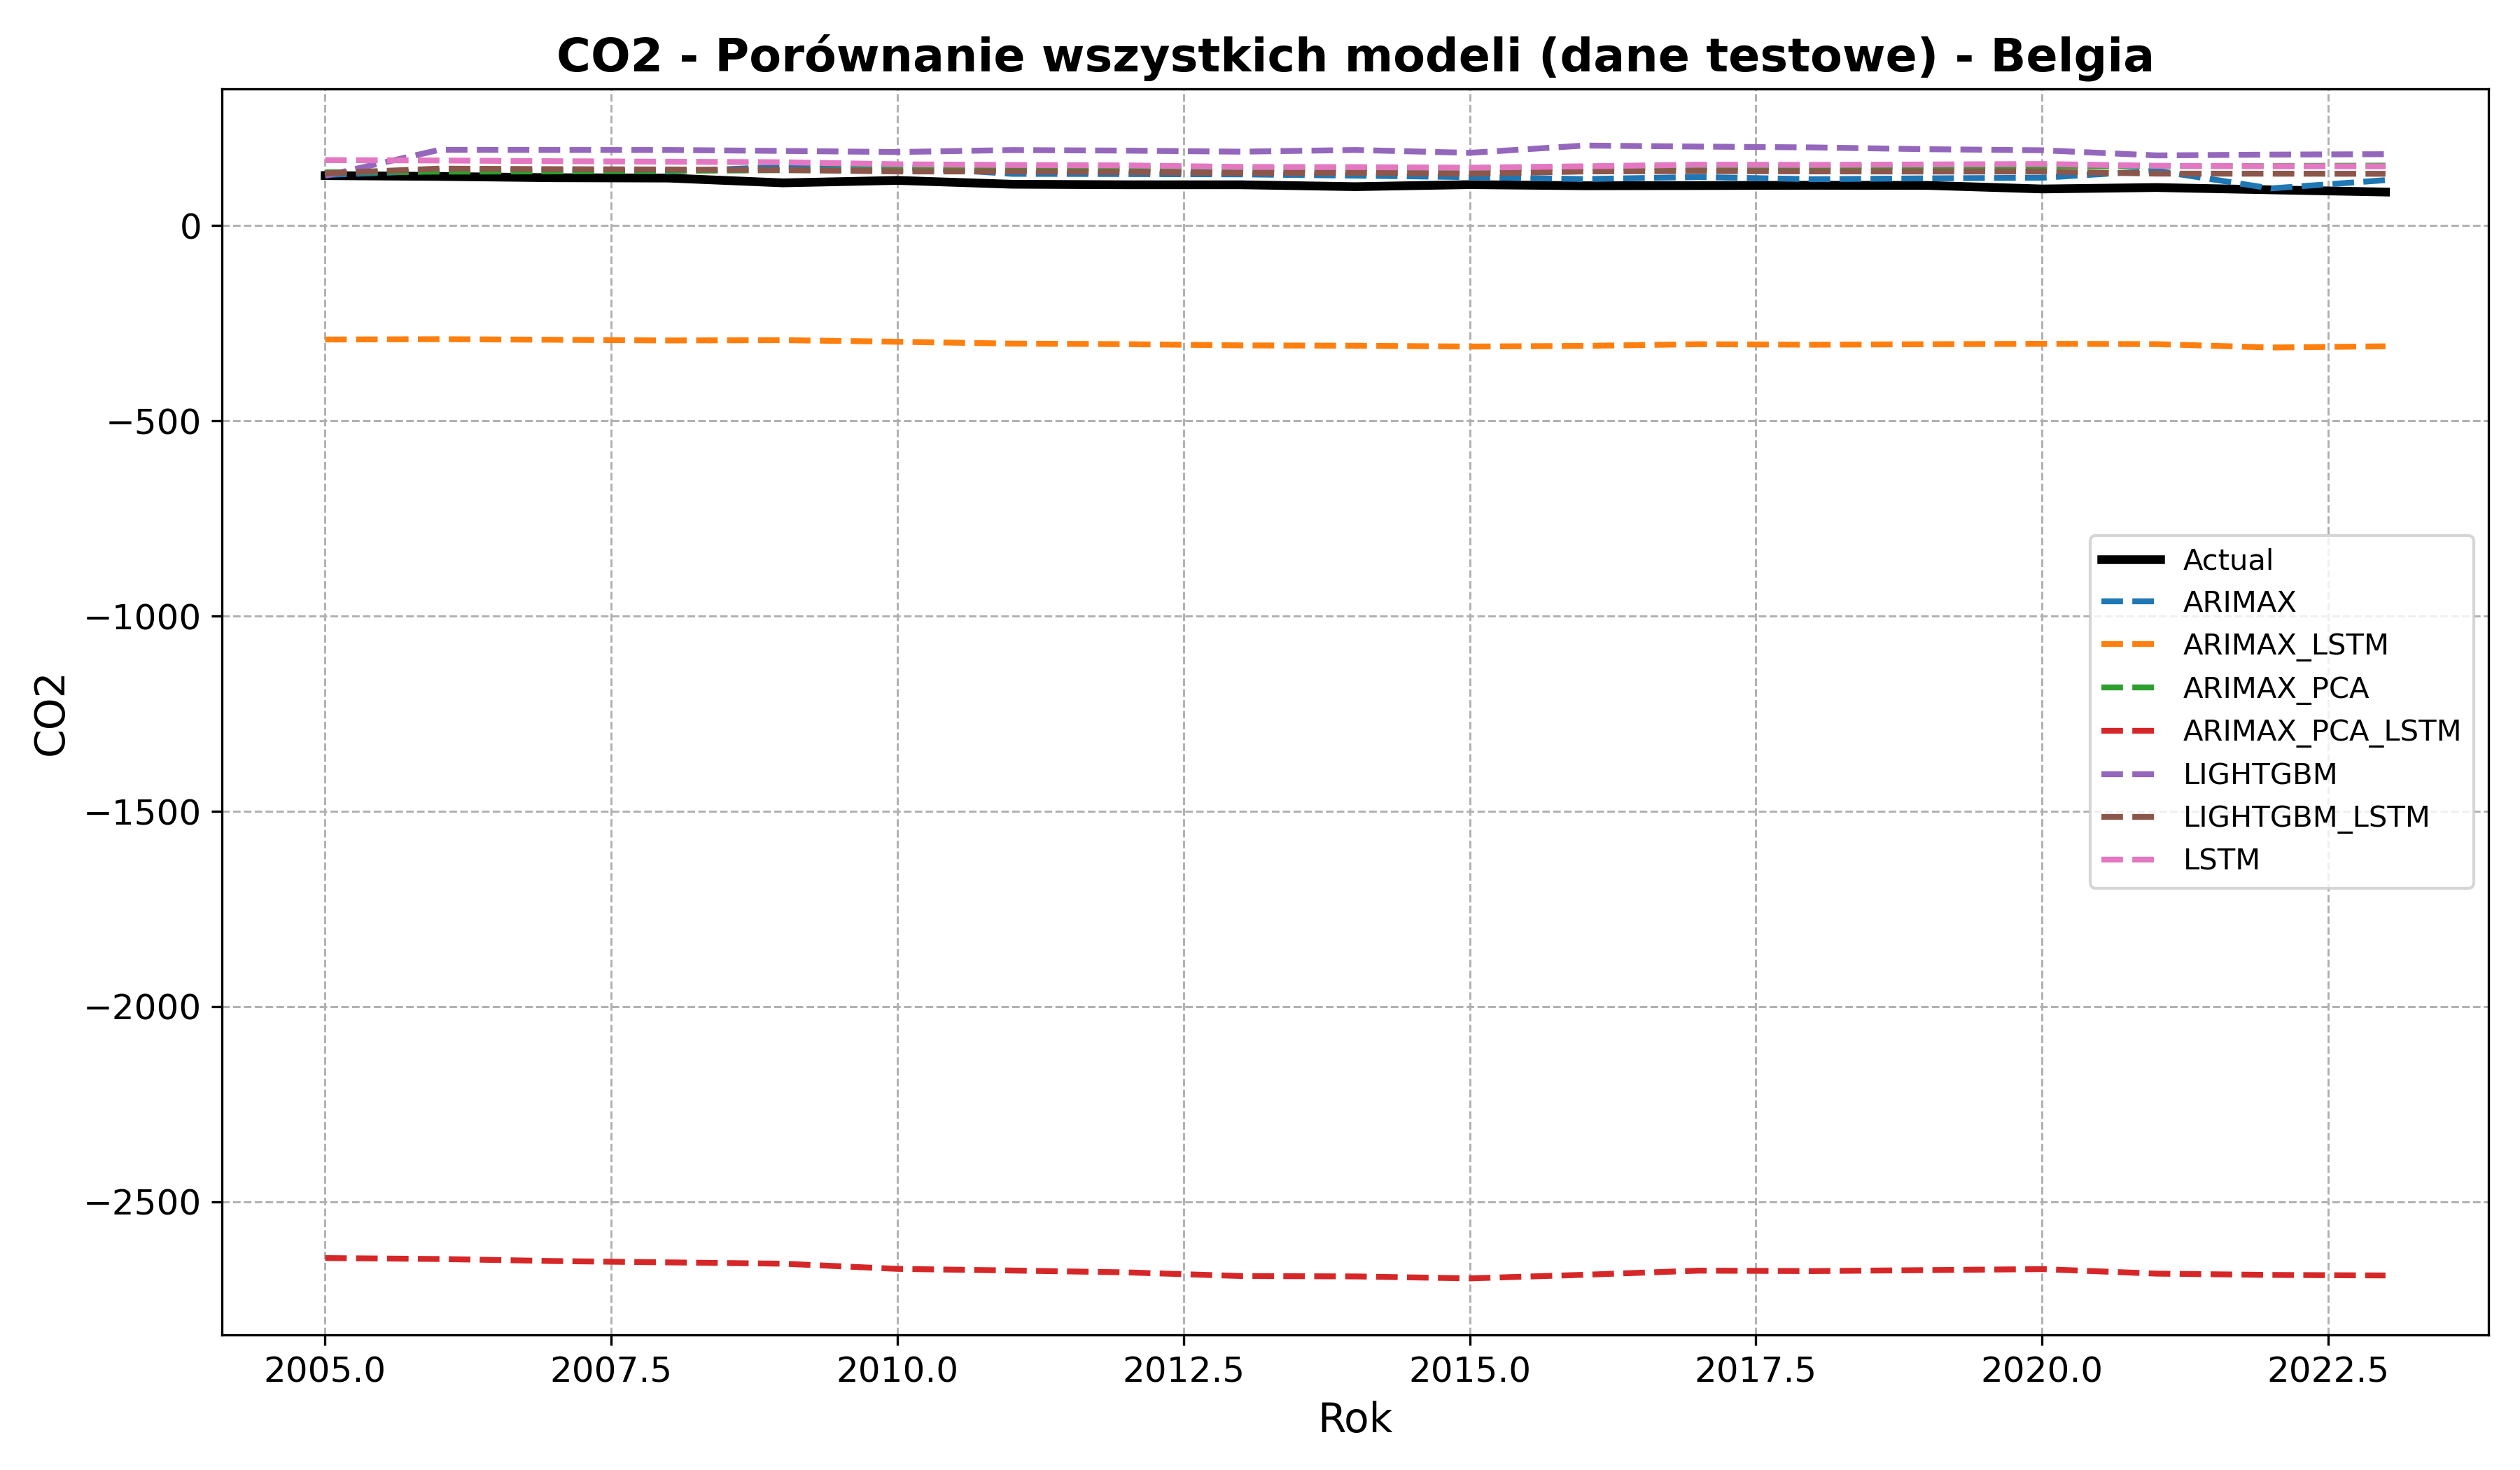 CO2 - Porównanie wszystkich modeli (dane testowe) - Belgia
CO2
0
−500
−1000
−1500
−2000
−2500
Actual
ARIMAX
ARIMAX_LSTM
ARIMAX_PCA
ARIMAX_PCA_LSTM
LIGHTGBM
LIGHTGBM_LSTM
LSTM
2005.0 2007.5 2010.0 2012.5 2015.0 2017.5 2020.0 2022.5
Rok